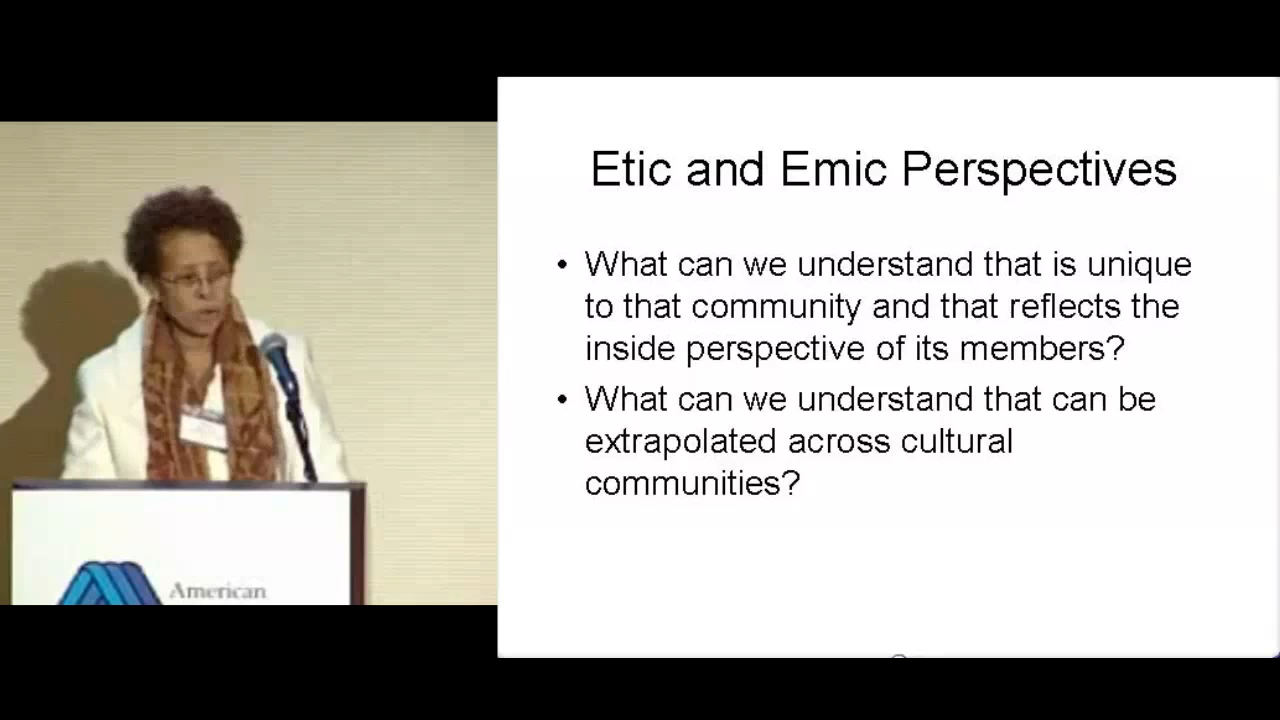 Etic and Emic Perspectives
• What can we understand that is unique
to that community and that reflects the
inside perspective of its members?
• What can we understand that can be
extrapolated across cultural
communities?
American